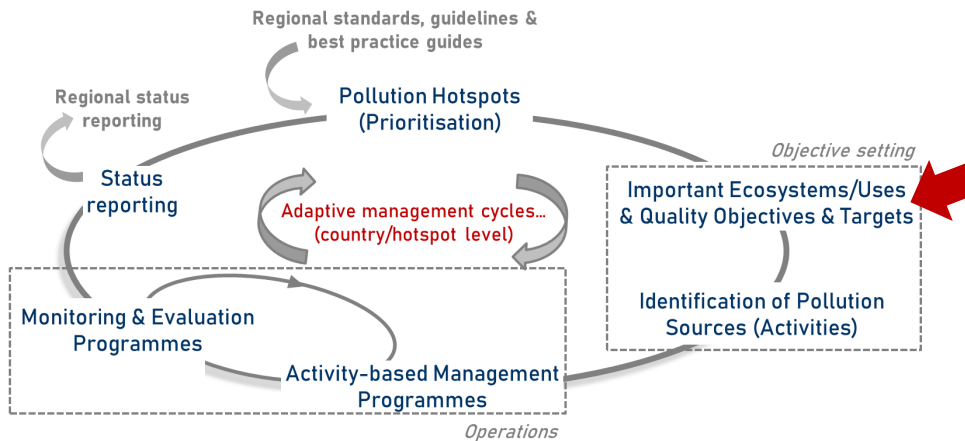 Regional standards, guidelines &
best practice guides
Regional status
reporting
Pollution Hotspots
(Prioritisation)
Objective setting
Status
reporting
Important Ecosystems/Uses
& Quality Objectives & Targets
Adaptive management cycles...
(country/hotspot level)
Identification of Pollution
Sources (Activities)
Monitoring & Evaluation
Programmes
Activity-based Management
Programmes
Operations